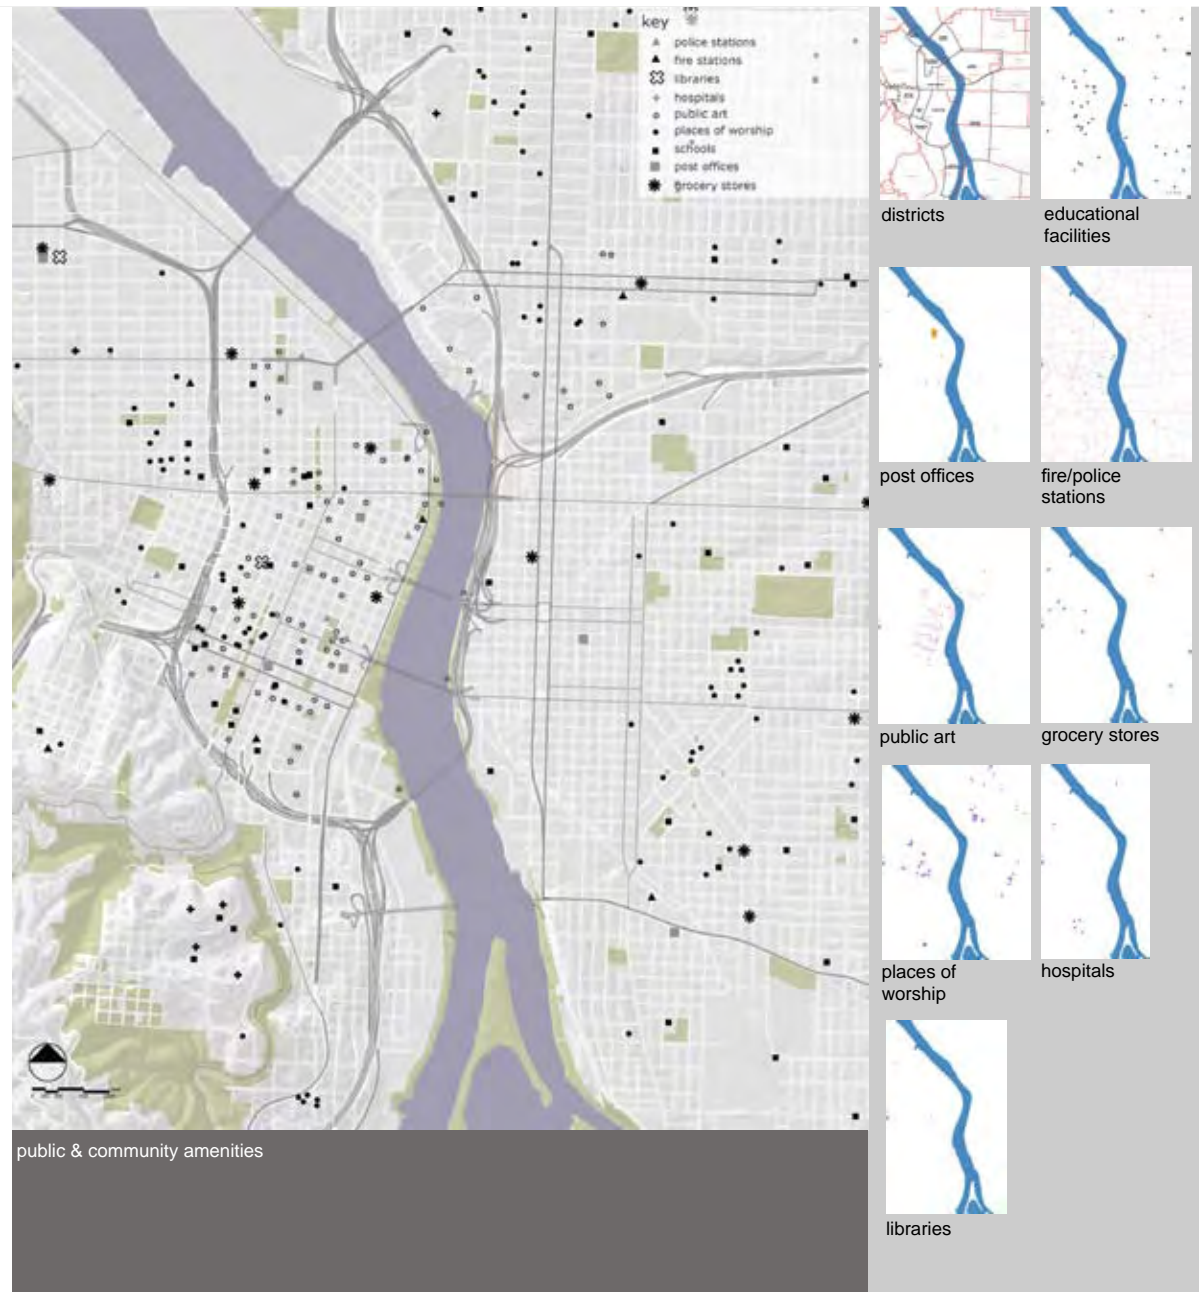 key
police stations
fire stations
libraries
hospitals
public art
places of worship
schools
post offices
grocery stores
districts
educational
facilities
post offices
fire/police
stations
public art
grocery stores
places of
worship
hospitals
libraries
public & community amenities